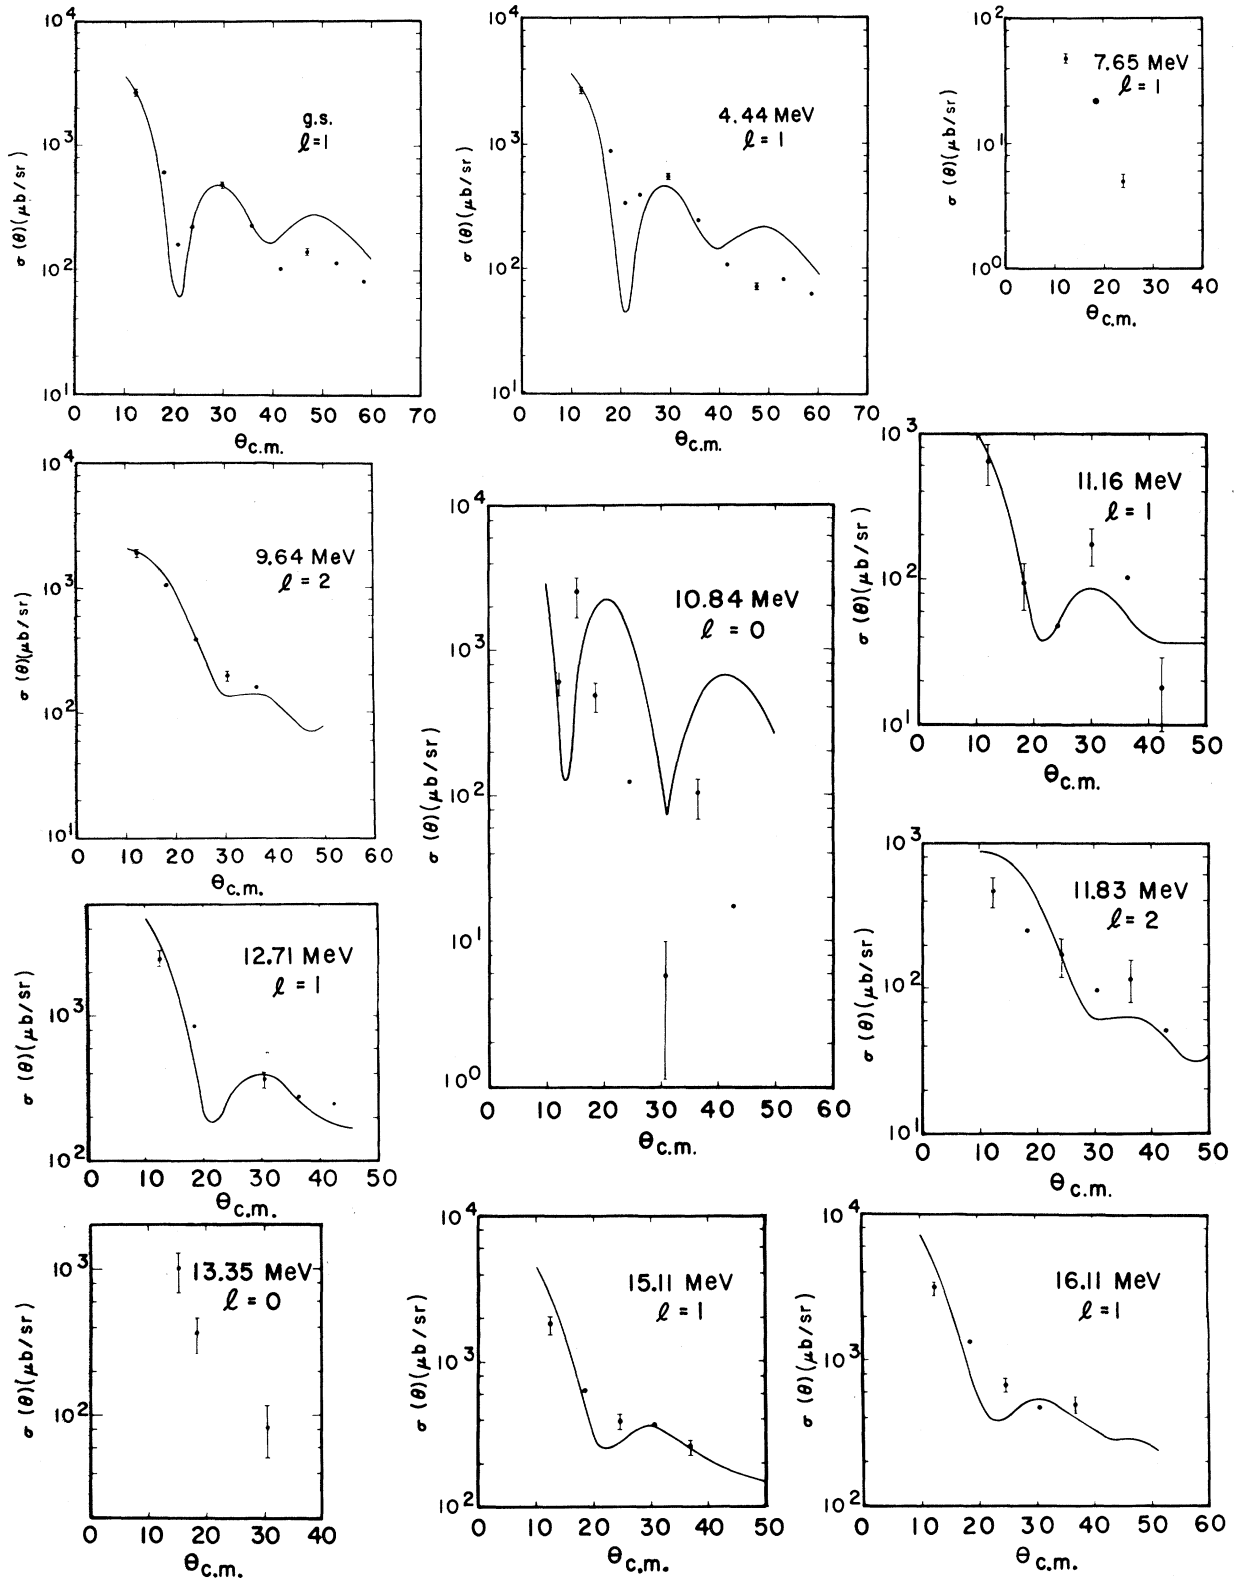 10⁴
10³
10²
10¹
σ (θ)(μb/sr)
g.s.
ℓ=1
0 10 20 30 40 50 60 70
θc.m.
10⁴
10³
10²
10¹
σ (θ)(μb/sr)
4.44 MeV
ℓ = 1
0 10 20 30 40 50 60 70
θc.m.
10²
10¹
10⁰
σ (θ)(μb/sr)
7.65 MeV
ℓ = 1
0 10 20 30 40
θc.m.
10⁴
10³
10²
10¹
σ (θ)(μb/sr)
9.64 MeV
ℓ = 2
0 10 20 30 40 50 60
θc.m.
10⁴
10³
10²
10¹
10⁰
σ (θ)(μb/sr)
10.84 MeV
ℓ = 0
0 10 20 30 40 50 60
θc.m.
10³
10²
10¹
σ (θ)(μb/sr)
11.16 MeV
ℓ = 1
0 10 20 30 40 50
θc.m.
10³
10²
10¹
σ (θ)(μb/sr)
11.83 MeV
ℓ = 2
0 10 20 30 40 50
θc.m.
10³
10²
σ (θ)(μb/sr)
12.71 MeV
ℓ = 1
0 10 20 30 40 50
θc.m.
10³
10²
σ (θ)(μb/sr)
13.35 MeV
ℓ = 0
0 10 20 30 40
θc.m.
10⁴
10³
10²
σ (θ)(μb/sr)
15.11 MeV
ℓ = 1
0 10 20 30 40 50
θc.m.
10⁴
10³
10²
σ (θ)(μb/sr)
16.11 MeV
ℓ = 1
0 10 20 30 40 50 60
θc.m.